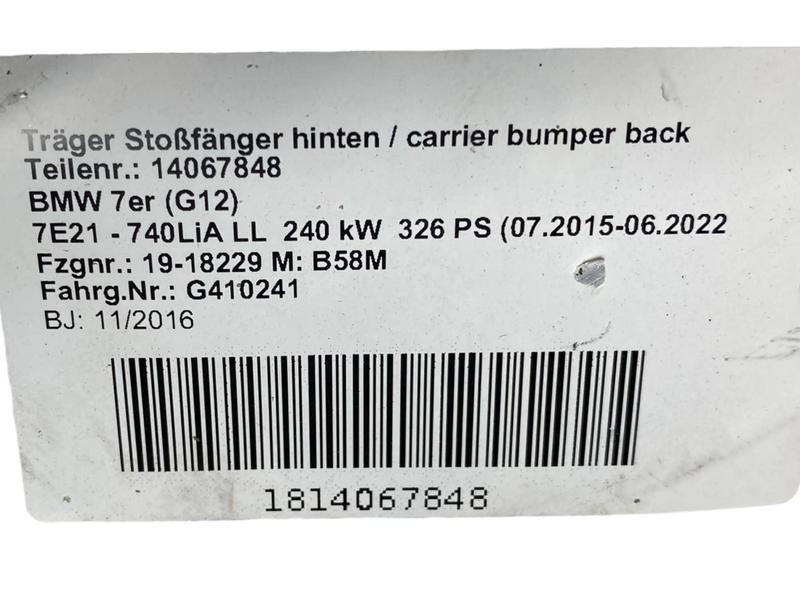 Träger Stoßfänger hinten / carrier bumper back
Teilenr.: 14067848
BMW 7er (G12)
7E21 - 740LiA LL 240 kW 326 PS (07.2015-06.2022
Fzgnr.: 19-18229 M: B58M
Fahrg.Nr.: G410241
BJ: 11/2016
1814067848